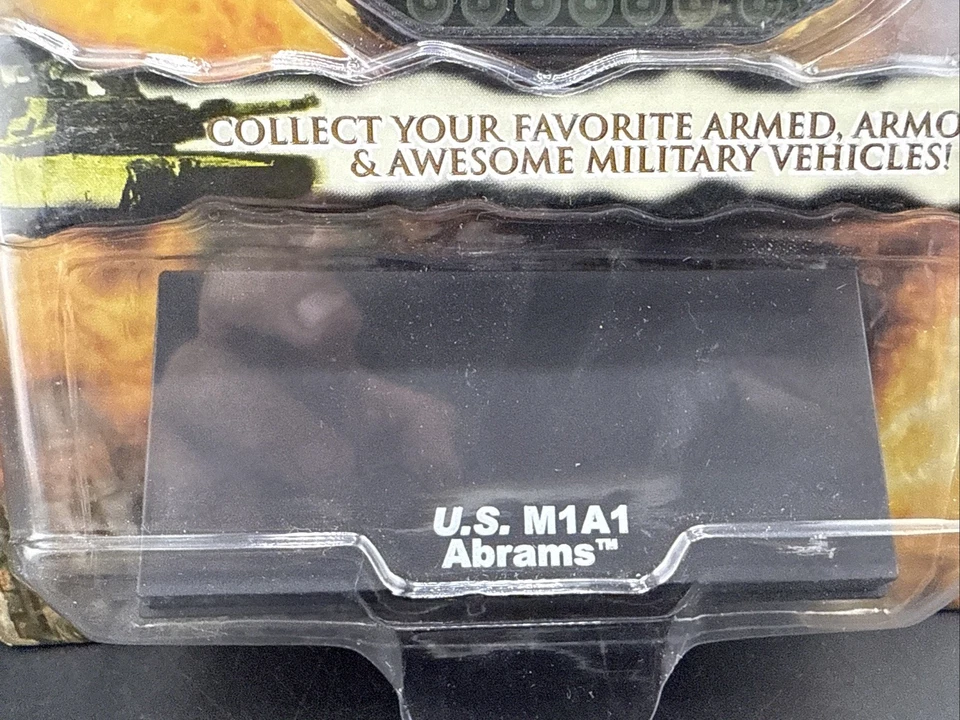 COLLECT YOUR FAVORITE ARMED, ARMO
& AWESOME MILITARY VEHICLES!
U.S. M1A1
Abrams™